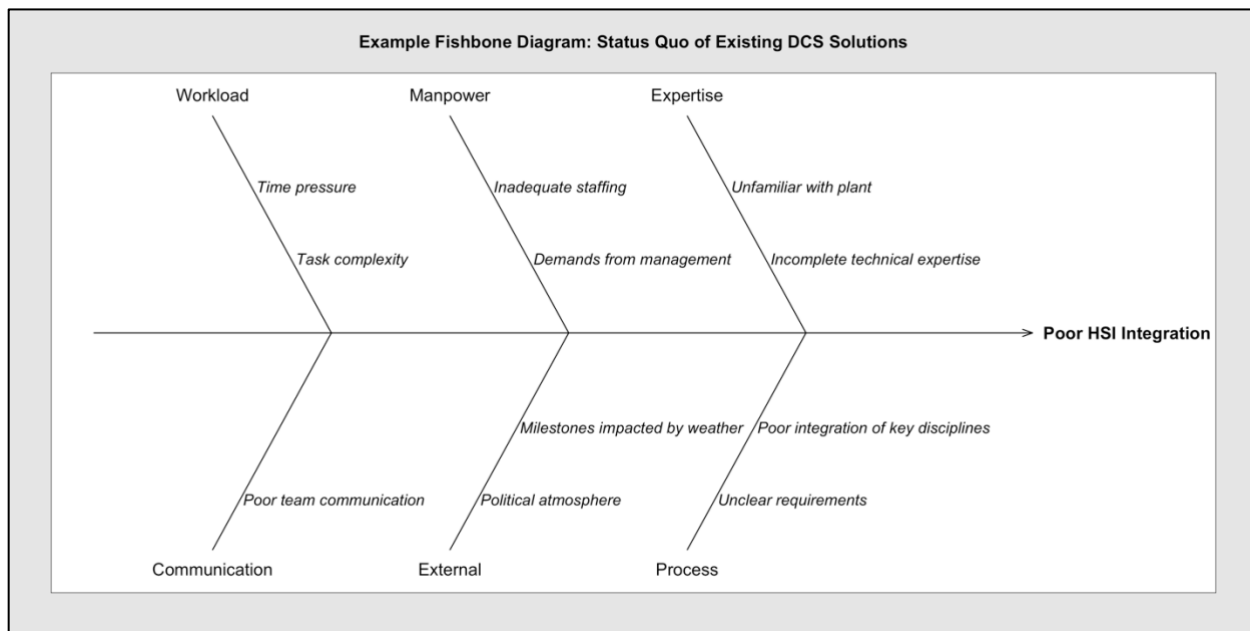 Example Fishbone Diagram: Status Quo of Existing DCS Solutions
Workload
Manpower
Expertise
Time pressure
Inadequate staffing
Unfamiliar with plant
Task complexity
Demands from management
Incomplete technical expertise
Poor HSI Integration
Milestones impacted by weather
Poor integration of key disciplines
Poor team communication
Political atmosphere
Unclear requirements
Communication
External
Process